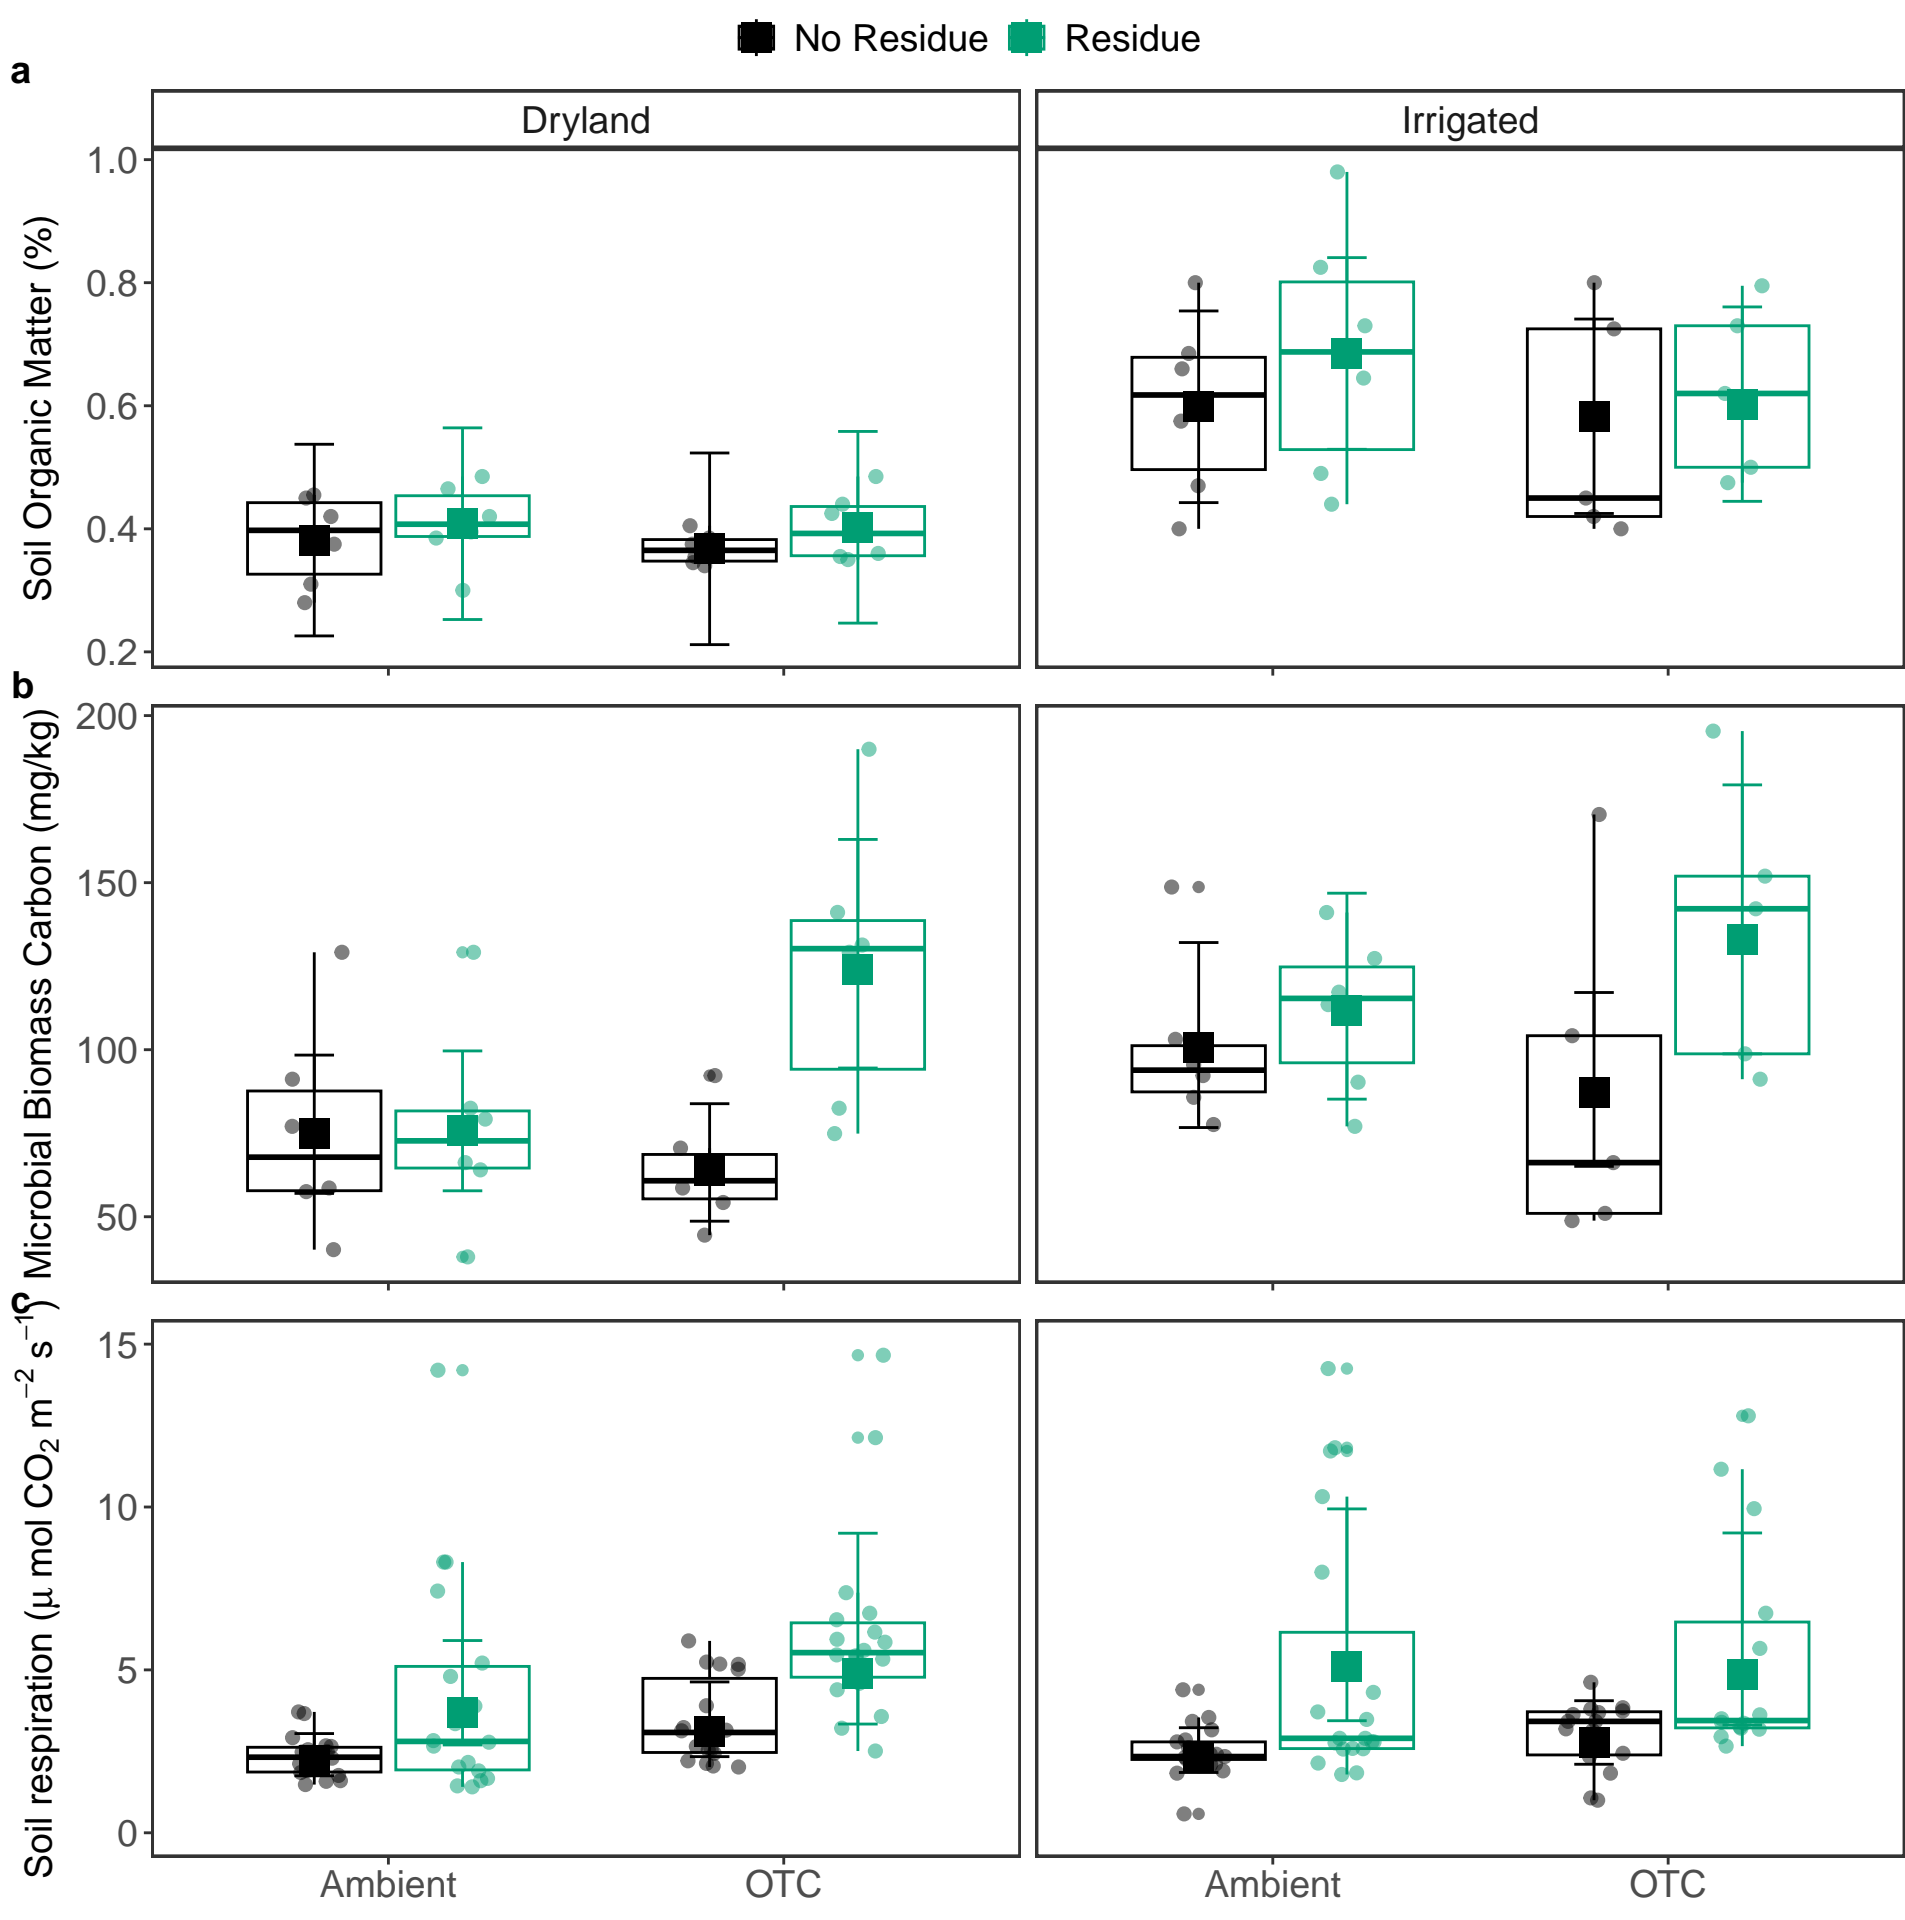 No Residue Residue
a
Dryland Irrigated
Soil Organic Matter (%)
1.0
0.8
0.6
0.4
0.2
b
Microbial Biomass Carbon (mg/kg)
200
150
100
50
c
Soil respiration (μ mol CO₂ m⁻² s⁻¹)
15
10
5
0
Ambient OTC Ambient OTC